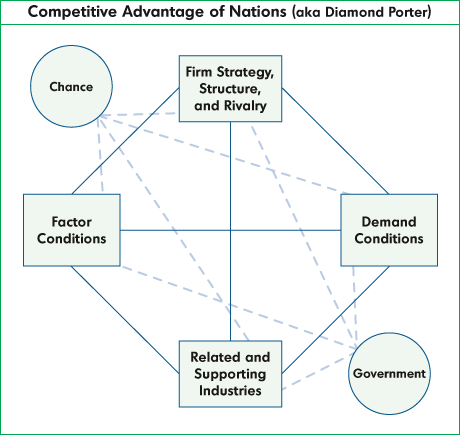 Competitive Advantage of Nations (aka Diamond Porter)
Chance
Firm Strategy,
Structure,
and Rivalry
Factor
Conditions
Demand
Conditions
Related and
Supporting
Industries
Government